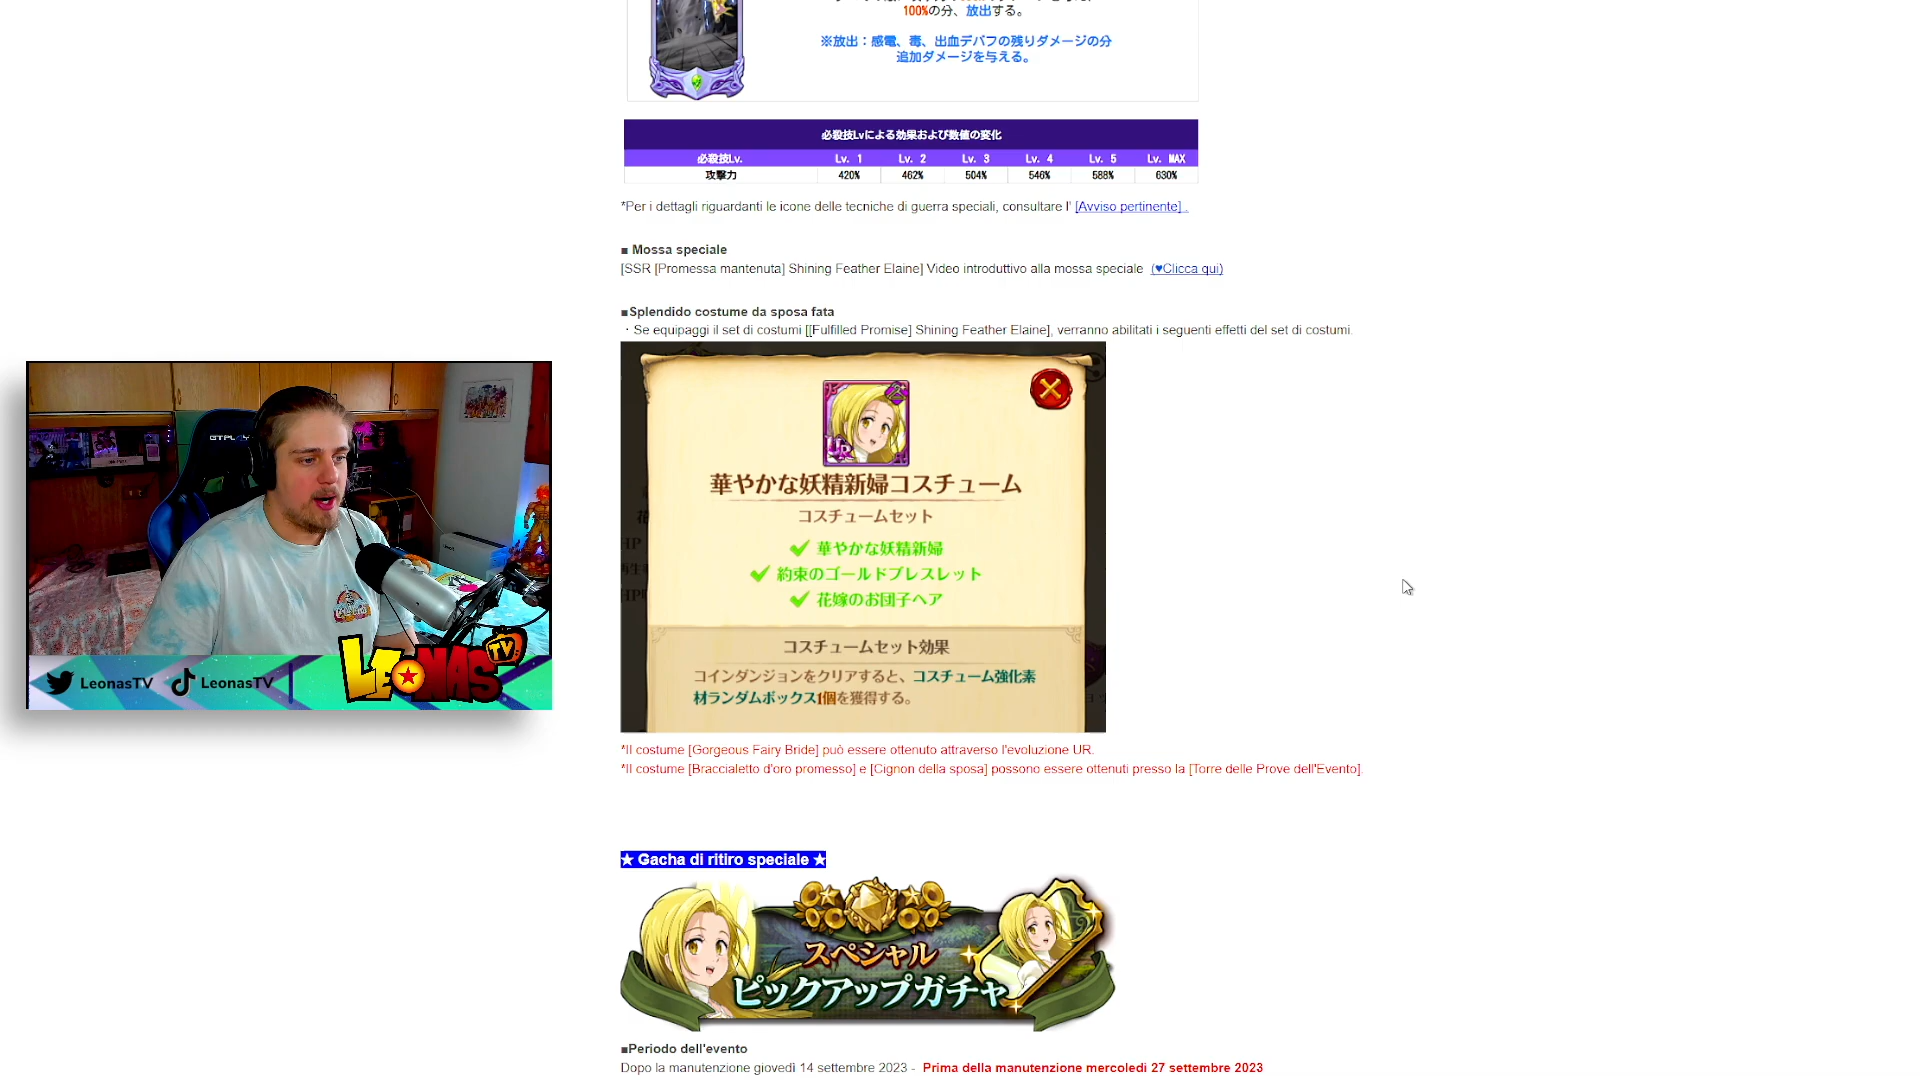 100%の分、放出する。
※放出：感電、毒、出血デバフの残りダメージの分
追加ダメージを与える。
必殺技Lvによる効果および数値の変化
必殺技Lv. Lv. 1 Lv. 2 Lv. 3 Lv. 4 Lv. 5 Lv. MAX
攻撃力 420% 462% 504% 546% 588% 630%
*Per i dettagli riguardanti le icone delle tecniche di guerra speciali, consultare l' [Avviso pertinente] .
■ Mossa speciale
[SSR [Promessa mantenuta] Shining Feather Elaine] Video introduttivo alla mossa speciale (♥Clicca qui)
■Splendido costume da sposa fata
・Se equipaggi il set di costumi [[Fulfilled Promise] Shining Feather Elaine], verranno abilitati i seguenti effetti del set di costumi.
UR
華やかな妖精新婦コスチューム
コスチュームセット
華やかな妖精新婦
約束のゴールドブレスレット
花嫁のお団子ヘア
コスチュームセット効果
コインダンジョンをクリアすると、コスチューム強化素
材ランダムボックス1個を獲得する。
*Il costume [Gorgeous Fairy Bride] può essere ottenuto attraverso l'evoluzione UR.
*Il costume [Braccialetto d'oro promesso] e [Cignon della sposa] possono essere ottenuti presso la [Torre delle Prove dell'Evento].
★ Gacha di ritiro speciale ★
スペシャル
ピックアップガチャ
■Periodo dell'evento
Dopo la manutenzione giovedì 14 settembre 2023 - Prima della manutenzione mercoledì 27 settembre 2023
GTPLAY
LeonasTV LeonasTV
LEONAS TV